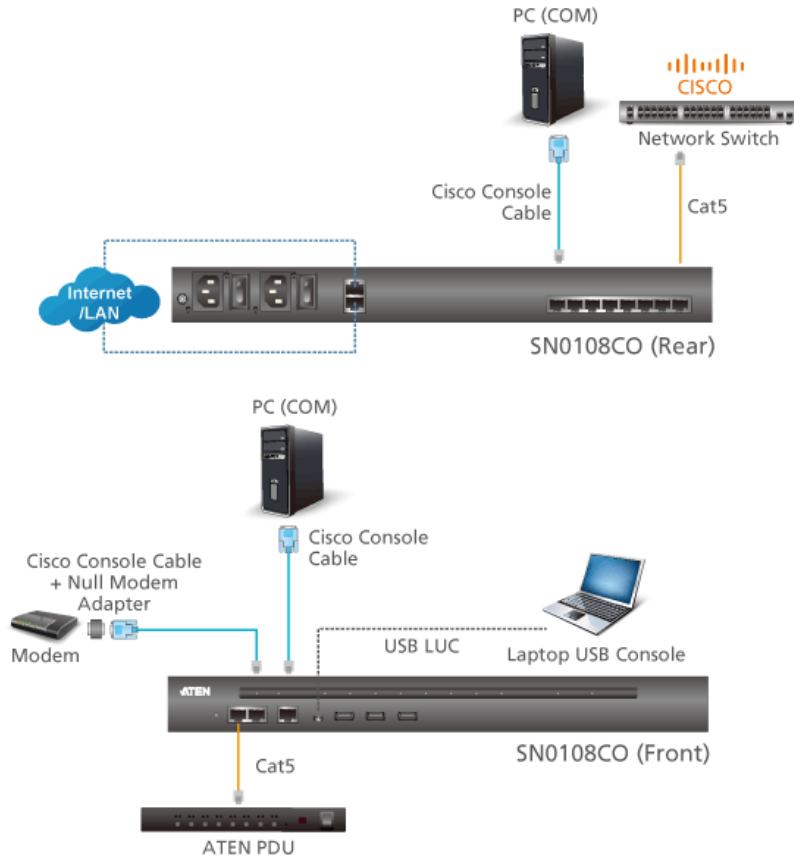 PC (COM)
CISCO
Network Switch
Cisco Console
Cable
Cat5
Internet
/LAN
SN0108CO (Rear)
PC (COM)
Cisco Console
Cable
Cisco Console Cable
+ Null Modem
Adapter
Modem
USB LUC
Laptop USB Console
ATEN
SN0108CO (Front)
Cat5
ATEN PDU